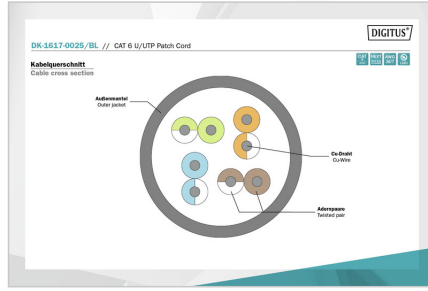 DIGITUS®
DK-1617-0025/BL // CAT 6 U/UTP Patch Cord
Kabelquerschnitt
Cable cross section
Außenmantel
Outer jacket
Cu-Draht
Cu-Wire
Adernpaare
Twisted pair